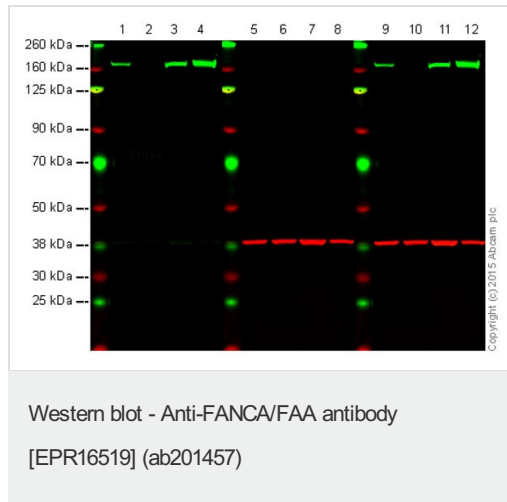 1 2 3 4 5 6 7 8 9 10 11 12
260 kDa
160 kDa
125 kDa
90 kDa
70 kDa
50 kDa
38 kDa
30 kDa
25 kDa
Copyright (c) 2015 Abcam plc
Western blot - Anti-FANCA/FAA antibody
[EPR16519] (ab201457)